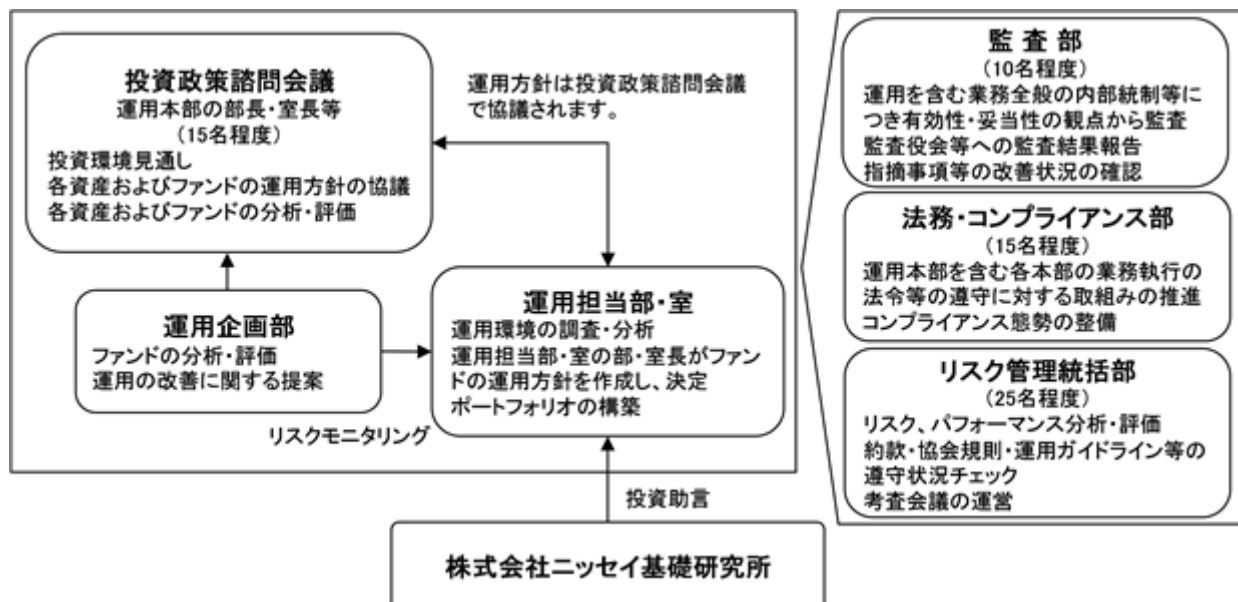 投資政策諮問会議
運用本部の部長・室長等
(15名程度)
投資環境見通し
各資産およびファンドの運用方針の協議
各資産およびファンドの分析・評価
運用方針は投資政策諮問会議
で協議されます。
運用企画部
ファンドの分析・評価
運用の改善に関する提案
運用担当部・室
運用環境の調査・分析
運用担当部・室の部・室長がファン
ドの運用方針を作成し、決定
ポートフォリオの構築
リスクモニタリング
投資助言
株式会社ニッセイ基礎研究所
監 査 部
(10名程度)
運用を含む業務全般の内部統制等に
つき有効性・妥当性の観点から監査
監査役会等への監査結果報告
指摘事項等の改善状況の確認
法務・コンプライアンス部
(15名程度)
運用本部を含む各本部の業務執行の
法令等の遵守に対する取組みの推進
コンプライアンス態勢の整備
リスク管理統括部
(25名程度)
リスク、パフォーマンス分析・評価
約款・協会規則・運用ガイドライン等の
遵守状況チェック
考査会議の運営